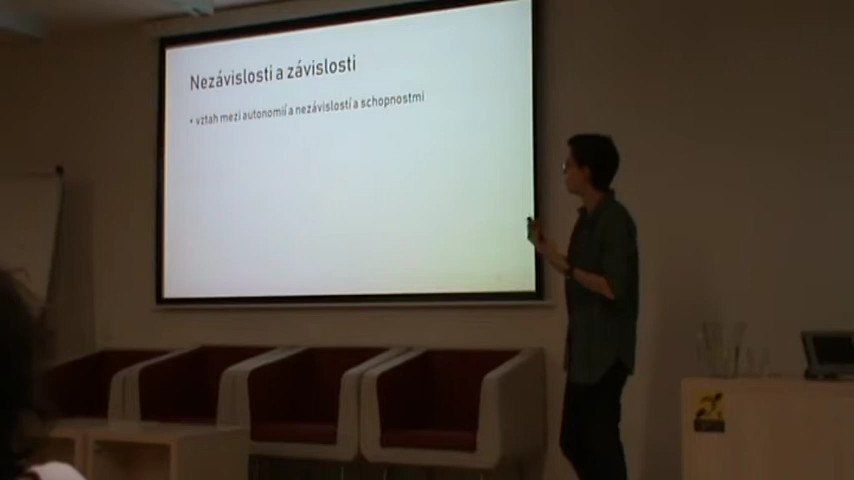 Nezávislosti a závislosti
• vztah mezi autonomií a nezávislostí a schopnostmi